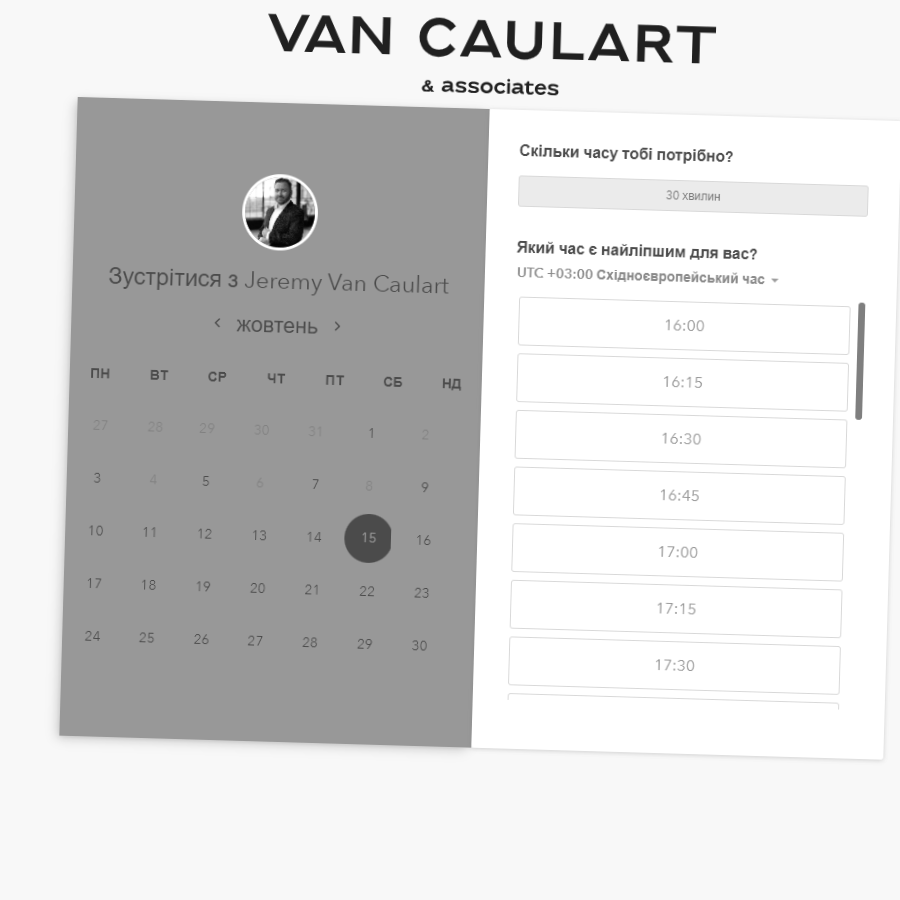 VAN CAULART
& associates
Зустрітися з Jeremy Van Caulart
жовтень
ПН ВТ СР ЧТ ПТ СБ НД
27 28 29 30 31 1 2
3 4 5 6 7 8 9
10 11 12 13 14 15 16
17 18 19 20 21 22 23
24 25 26 27 28 29 30
Скільки часу тобі потрібно?
30 хвилин
Який час є найліпшим для вас?
UTC +03:00 Східноєвропейський час
16:00
16:15
16:30
16:45
17:00
17:15
17:30